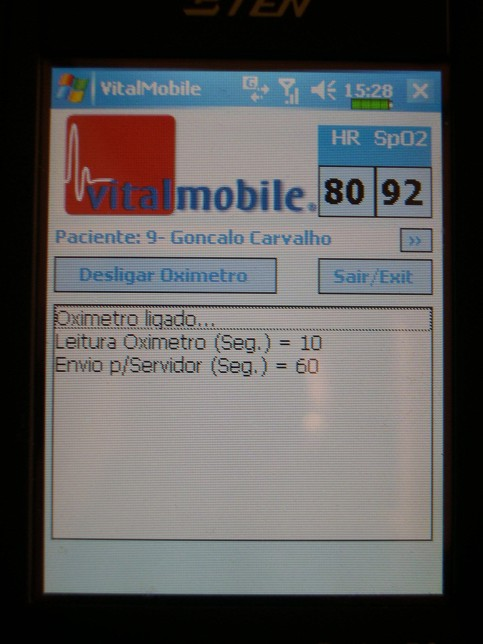 VitalMobile G 15:28
HR SpO2
vitalmobile. 80 92
Paciente: 9- Goncalo Carvalho >>
Desligar Oximetro Sair/Exit
Oximetro ligado...
Leitura Oximetro (Seg.) = 10
Envio p/Servidor (Seg.) = 60